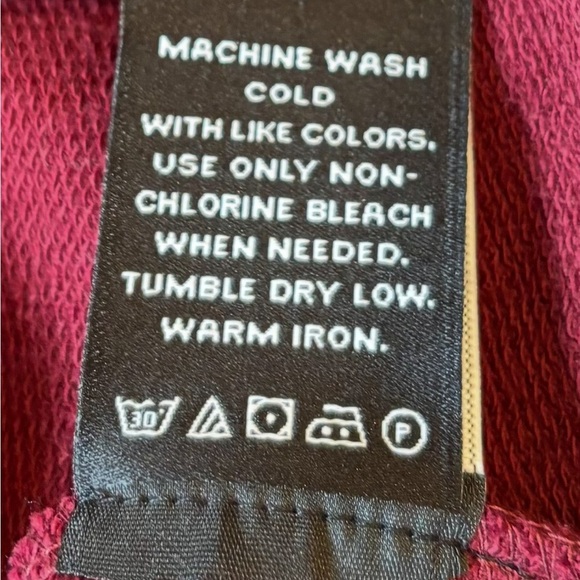 MACHINE WASH
COLD
WITH LIKE COLORS.
USE ONLY NON-
CHLORINE BLEACH
WHEN NEEDED.
TUMBLE DRY LOW.
WARM IRON.
30° P